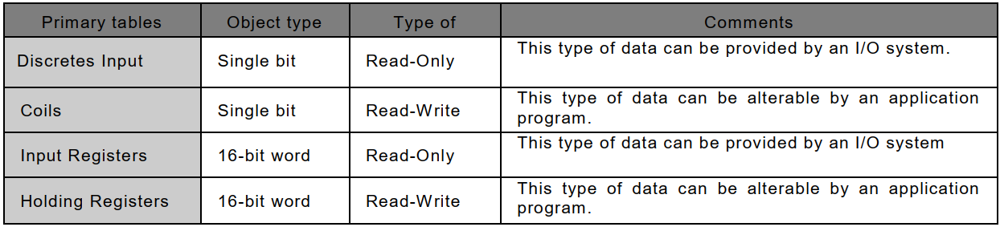 Primary tables Object type Type of Comments
Discretes Input Single bit Read-Only This type of data can be provided by an I/O system.
Coils Single bit Read-Write This type of data can be alterable by an application
program.
Input Registers 16-bit word Read-Only This type of data can be provided by an I/O system
Holding Registers 16-bit word Read-Write This type of data can be alterable by an application
program.